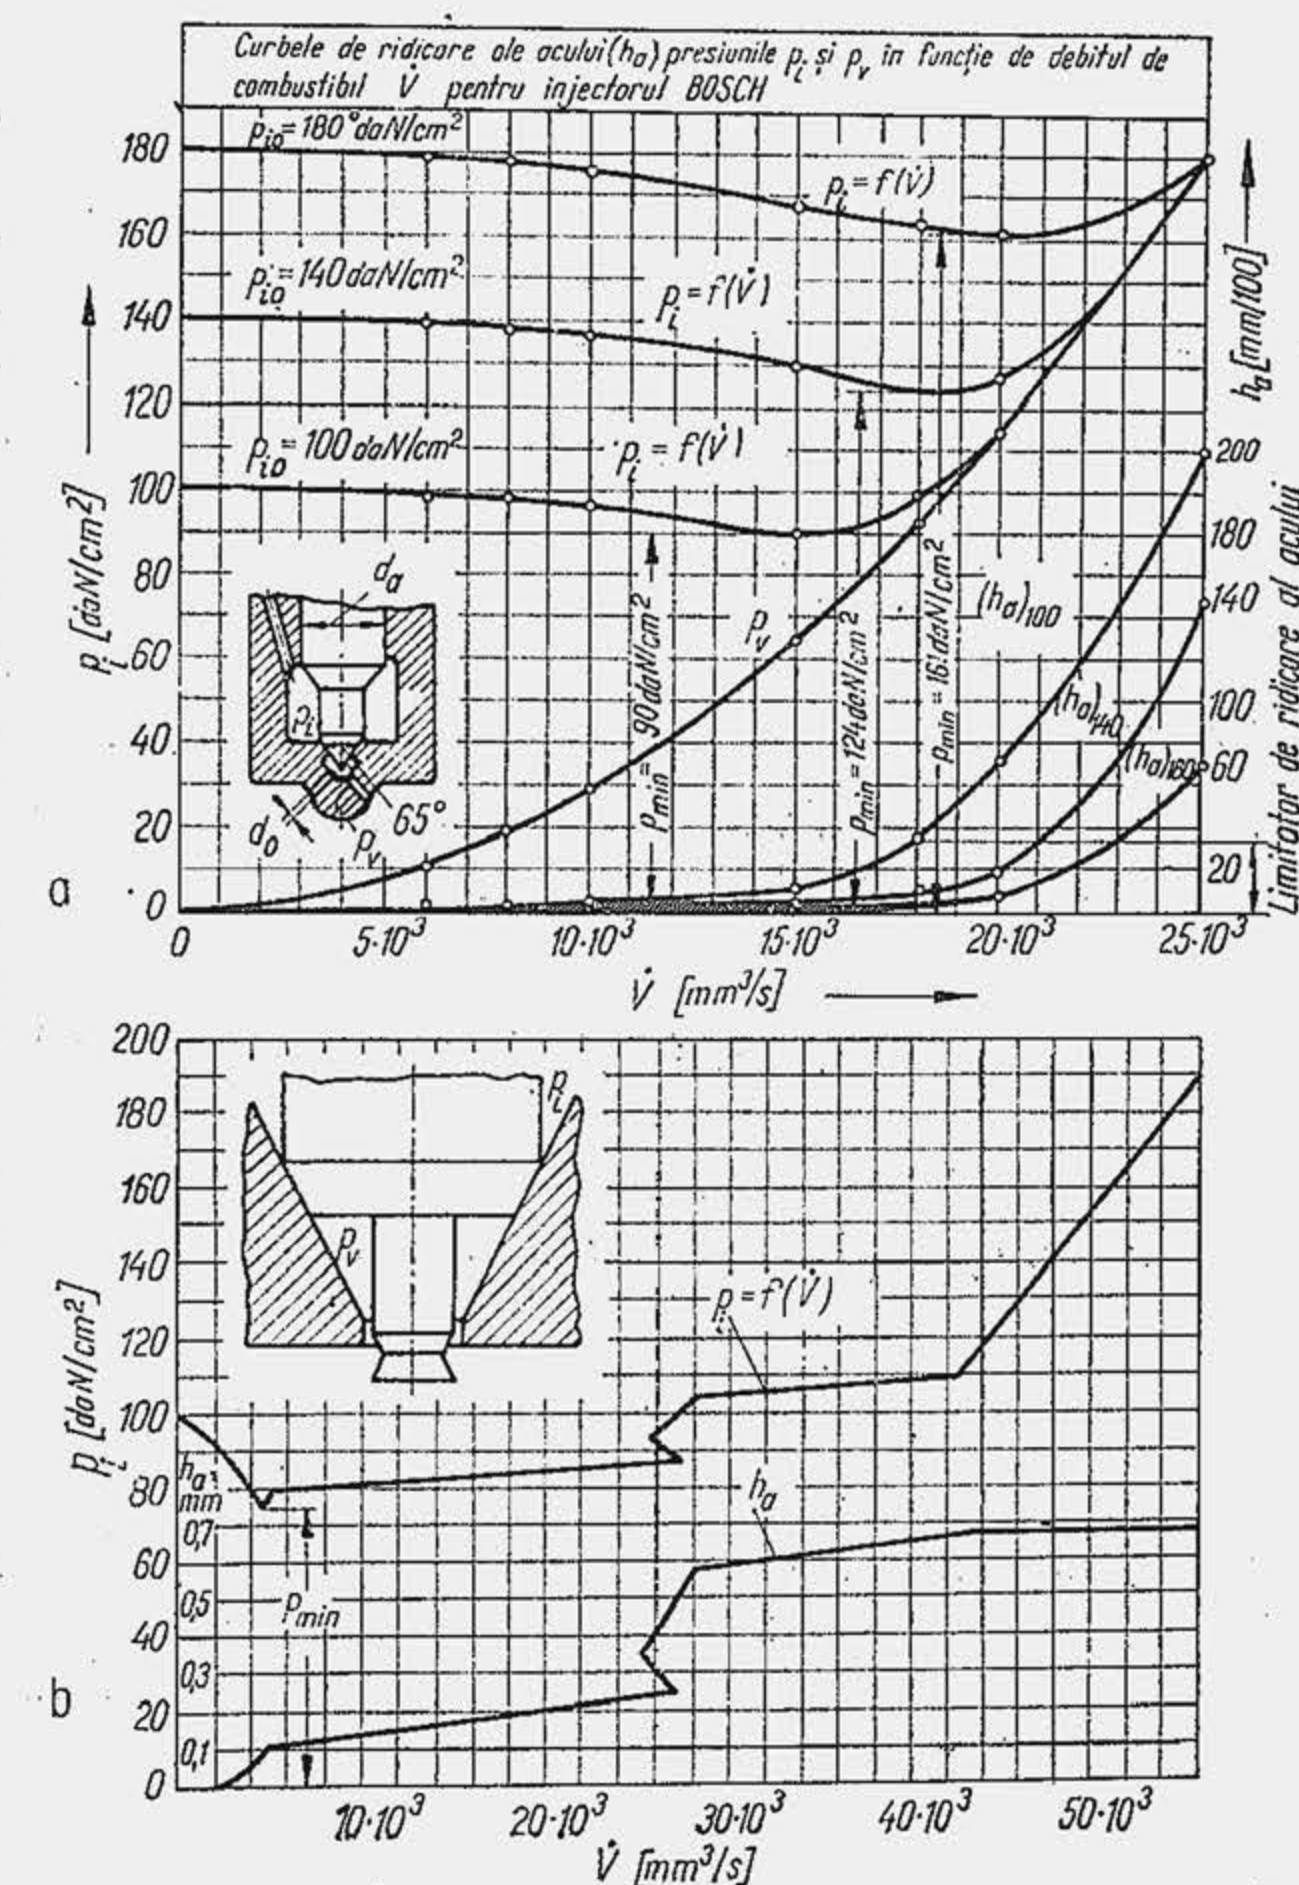 Curbele de ridicare ale acului (ha) presiunile pi și pv în funcție de debitul de
combustibil V̇ pentru injectorul BOSCH
pio = 180 daN/cm²
pi = f(V̇)
pio = 140 daN/cm²
pi = f(V̇)
pio = 100 daN/cm²
pi = f(V̇)
180
160
140
120
100
80
60
40
20
0
pi [daN/cm²]
ha [mm/100]
200
180
140
100
60
20
Limitator de ridicare al acului
da
pi
65°
do
pv
pv
pmin = 90 daN/cm²
pmin = 124 daN/cm²
pmin = 161 daN/cm²
(ha)100
(ha)140
(ha)180
a
0
5·10³
10·10³
15·10³
20·10³
25·10³
V̇ [mm³/s]
200
180
160
140
120
100
80
60
40
20
0
pi [daN/cm²]
pi
pv
pi = f(V̇)
ha
ha,
mm
0,7
0,5
0,3
0,1
pmin
b
10·10³
20·10³
30·10³
40·10³
50·10³
V̇ [mm³/s]